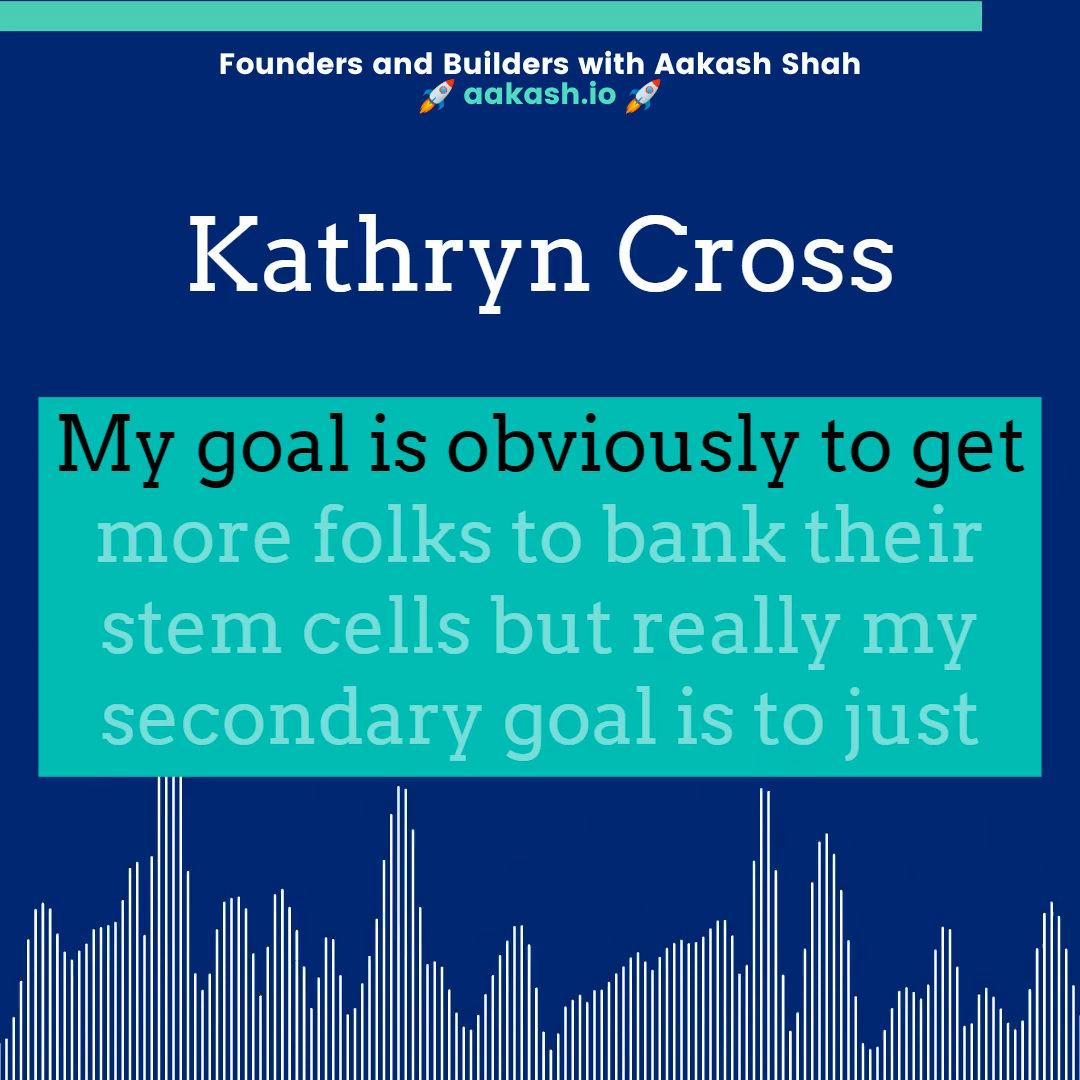 Founders and Builders with Aakash Shah
🚀 aakash.io 🚀
Kathryn Cross
My goal is obviously to get
more folks to bank their
stem cells but really my
secondary goal is to just